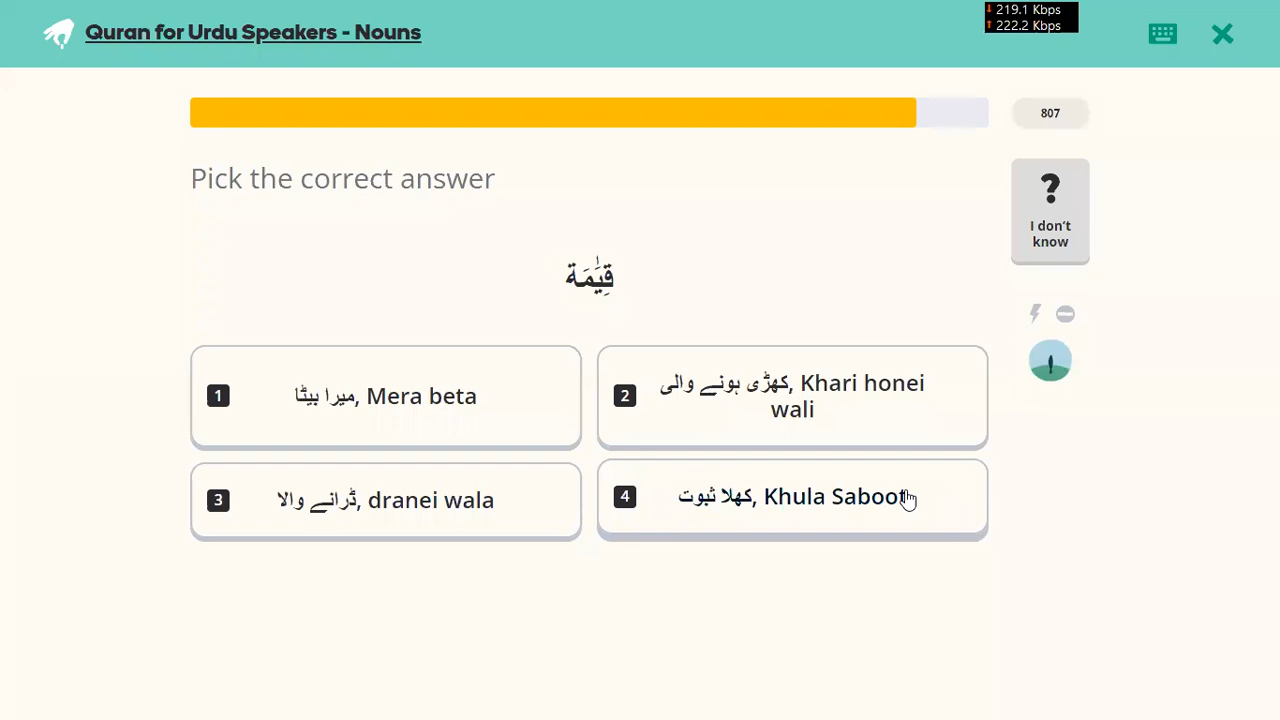 Quran for Urdu Speakers - Nouns
219.1 Kbps
222.2 Kbps
807
Pick the correct answer
?
I don't
know
قِيَٰمَة
1 میرا بیٹا, Mera beta
2 کھڑی ہونے والی, Khari honei
wali
3 ڈرانے والا, dranei wala
4 کھلا ثبوت, Khula Saboot